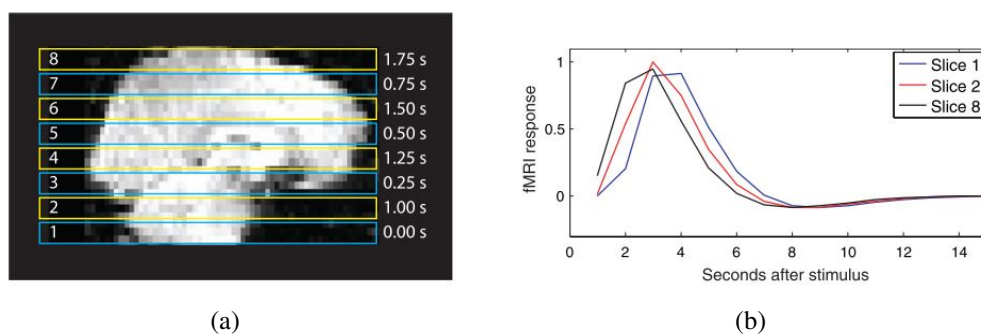 8 1.75 s
7 0.75 s
6 1.50 s
5 0.50 s
4 1.25 s
3 0.25 s
2 1.00 s
1 0.00 s
(a)
1
0.5
0
fMRI response
0 2 4 6 8 10 12 14
Seconds after stimulus
Slice 1
Slice 2
Slice 8
(b)